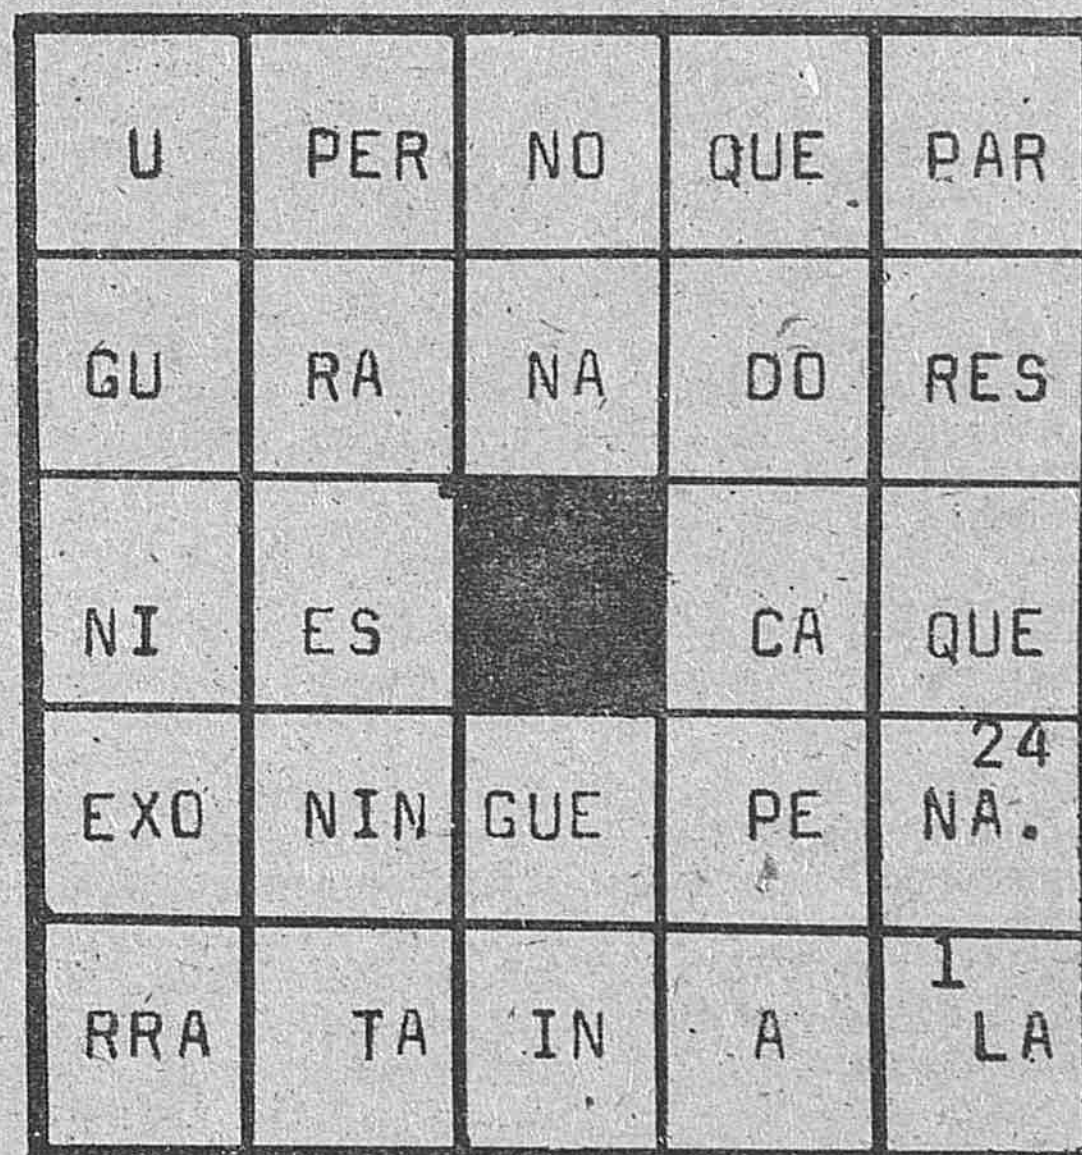 U PER NO QUE PAR
GU RA NA DO RES
NI ES CA QUE
24
EXO NIN GUE PE NA.
1
RRA TA IN A LA